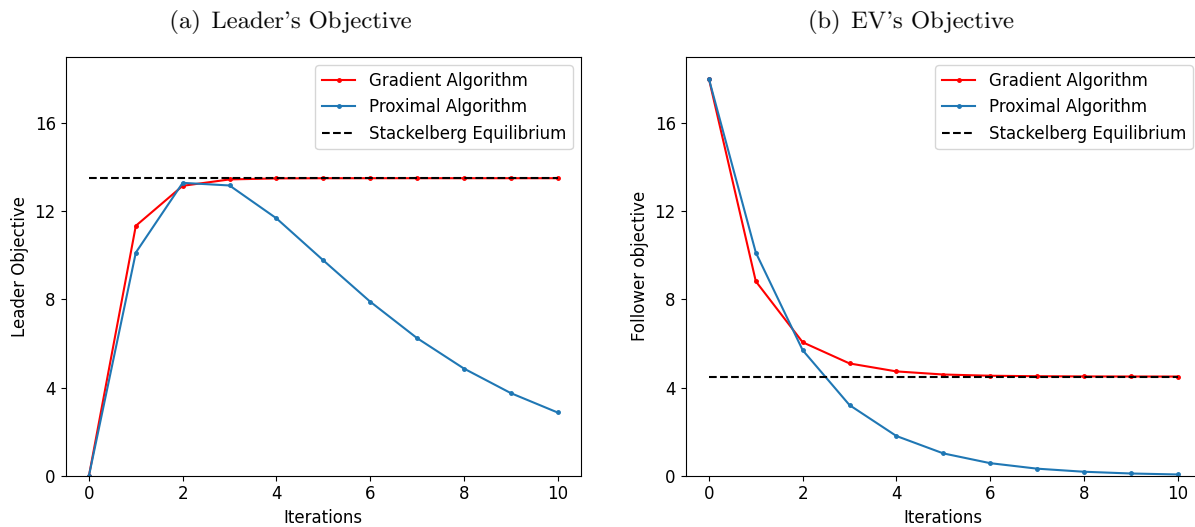 (a) Leader's Objective
Gradient Algorithm
Proximal Algorithm
Stackelberg Equilibrium
Leader Objective
16
12
8
4
0
0 2 4 6 8 10
Iterations
(b) EV's Objective
Gradient Algorithm
Proximal Algorithm
Stackelberg Equilibrium
Follower objective
16
12
8
4
0
0 2 4 6 8 10
Iterations